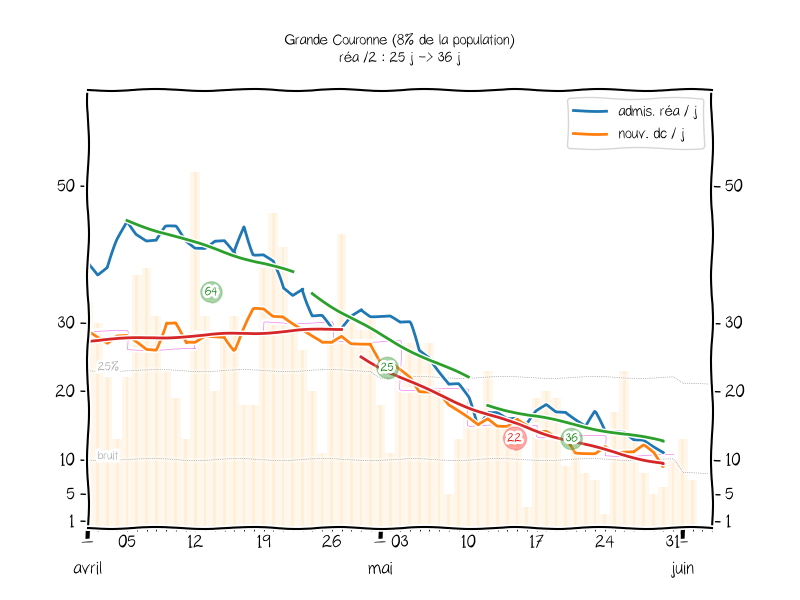 Grande Couronne (8% de la population)
réa /2 : 25 j -> 36 j
admis. réa / j
nouv. dc / j
50
50
64
30
30
25%
25
20
20
22
36
bruit
10
10
5
5
1
1
05 12 19 26 03 10 17 24 31
avril mai juin